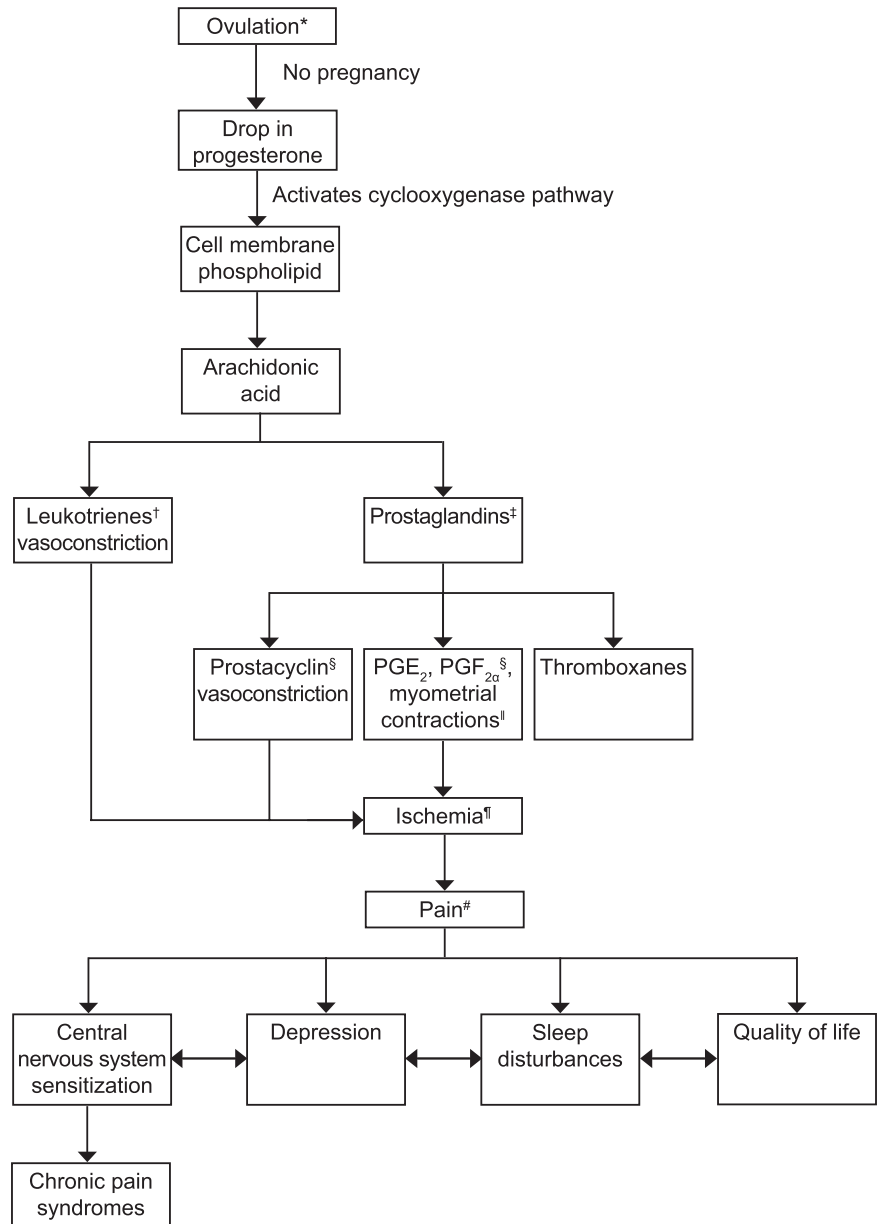 Ovulation*
No pregnancy
Drop in
progesterone
Activates cyclooxygenase pathway
Cell membrane
phospholipid
Arachidonic
acid
Leukotrienes†
vasoconstriction
Prostaglandins‡
Prostacyclin§
vasoconstriction
PGE₂, PGF₂α§,
myometrial
contractions‖
Thromboxanes
Ischemia¶
Pain#
Central
nervous system
sensitization
Depression
Sleep
disturbances
Quality of life
Chronic pain
syndromes